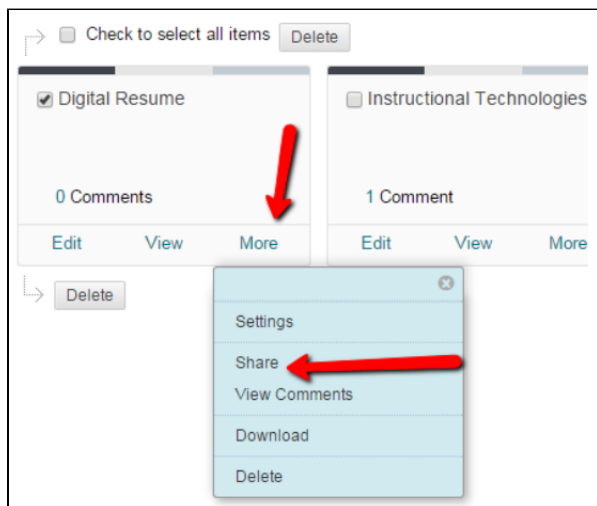 Check to select all items Delete
Digital Resume Instructional Technologies
0 Comments 1 Comment
Edit View More Edit View More
Delete
Settings
Share
View Comments
Download
Delete